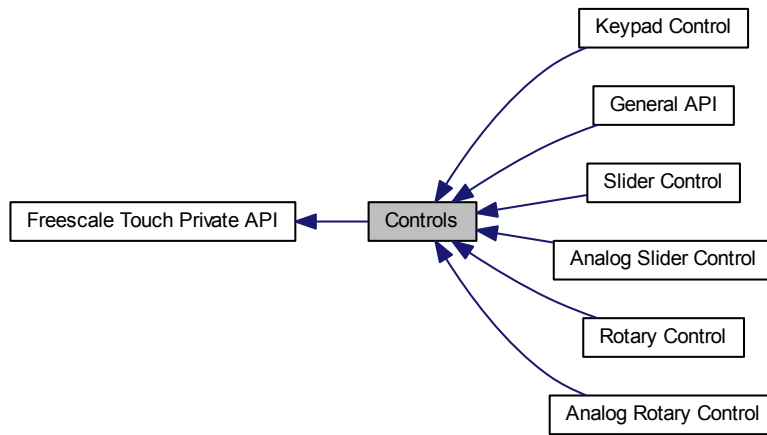 Keypad Control
General API
Slider Control
Freescale Touch Private API
Controls
Analog Slider Control
Rotary Control
Analog Rotary Control